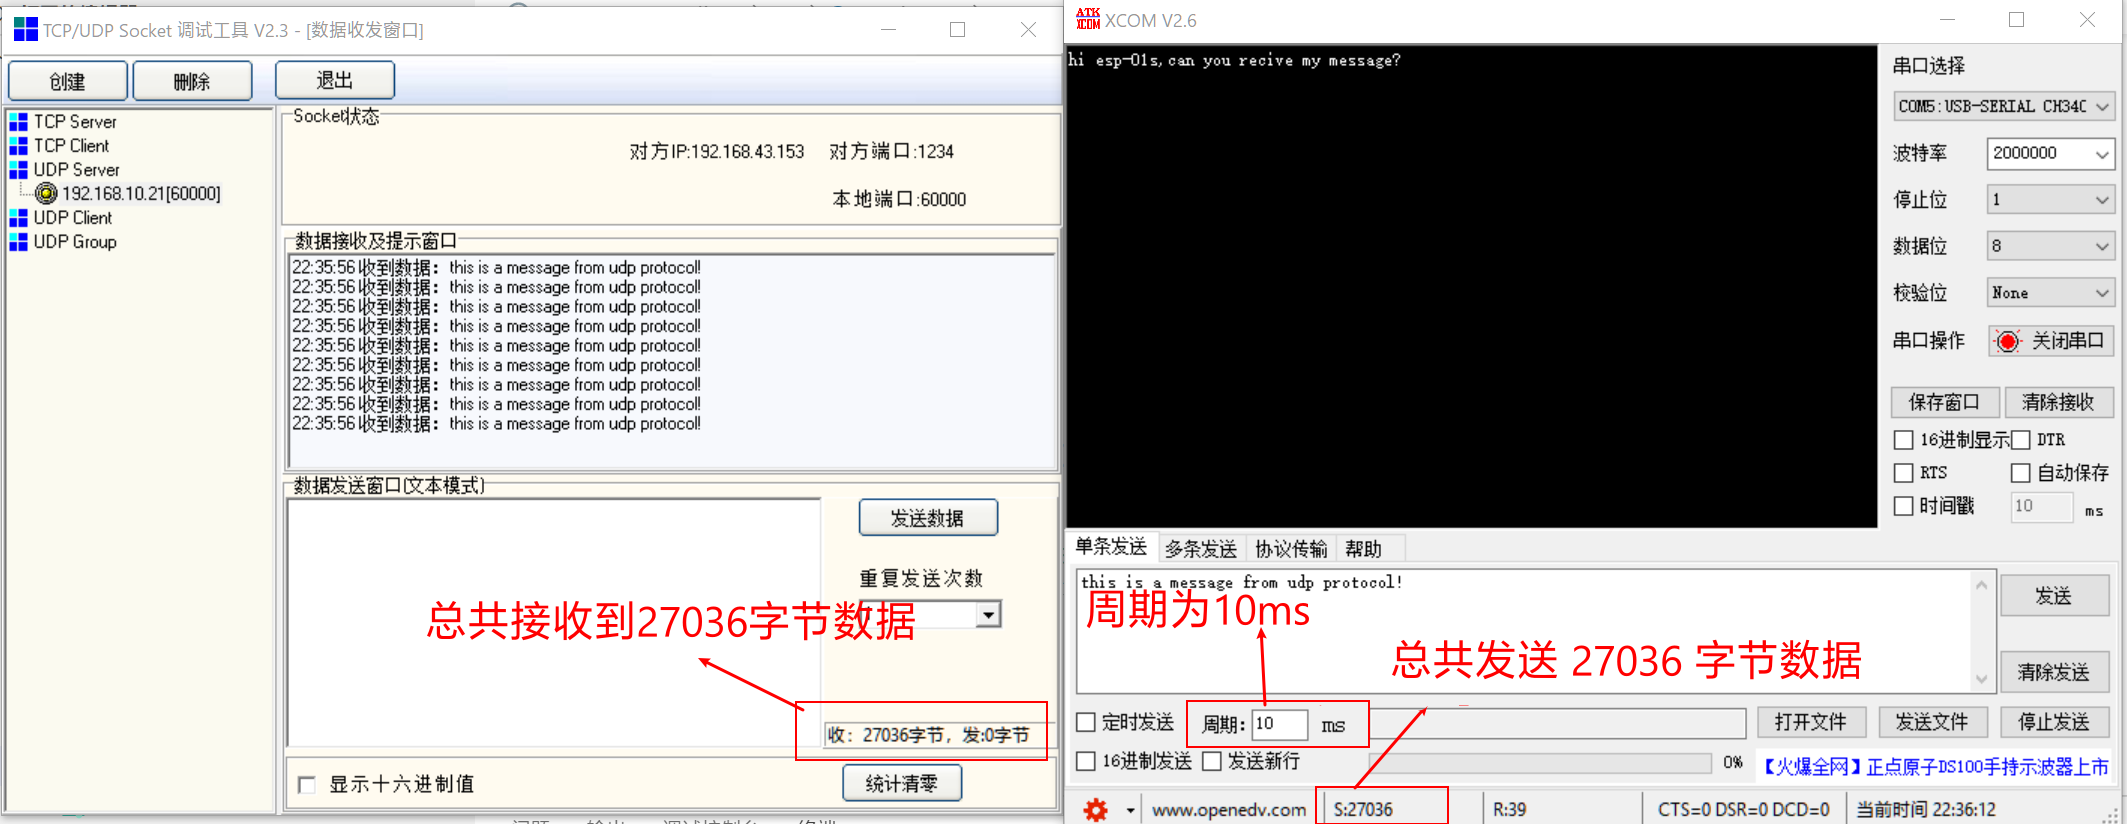 TCP/UDP Socket 调试工具 V2.3 - [数据收发窗口]
创建
删除
退出
TCP Server
TCP Client
UDP Server
192.168.10.21[60000]
UDP Client
UDP Group
Socket状态
对方IP:192.168.43.153 对方端口:1234
本地端口:60000
数据接收及提示窗口
22:35:56 收到数据：this is a message from udp protocol!
22:35:56 收到数据：this is a message from udp protocol!
22:35:56 收到数据：this is a message from udp protocol!
22:35:56 收到数据：this is a message from udp protocol!
22:35:56 收到数据：this is a message from udp protocol!
22:35:56 收到数据：this is a message from udp protocol!
22:35:56 收到数据：this is a message from udp protocol!
22:35:56 收到数据：this is a message from udp protocol!
22:35:56 收到数据：this is a message from udp protocol!
数据发送窗口(文本模式)
发送数据
重复发送次数
总共接收到27036字节数据
收：27036字节，发:0字节
显示十六进制值
统计清零
ATK XCOM
XCOM V2.6
hi esp-01s,can you recive my message?
串口选择
COM5:USB-SERIAL CH340
波特率 2000000
停止位 1
数据位 8
校验位 None
串口操作 关闭串口
保存窗口 清除接收
16进制显示 DTR
RTS 自动保存
时间戳 10 ms
单条发送 多条发送 协议传输 帮助
this is a message from udp protocol!
周期为10ms
总共发送 27036 字节数据
发送
清除发送
定时发送 周期: 10 ms 打开文件 发送文件 停止发送
16进制发送 发送新行 0% 【火爆全网】正点原子DS100手持示波器上市
www.openedv.com S:27036 R:39 CTS=0 DSR=0 DCD=0 当前时间 22:36:12